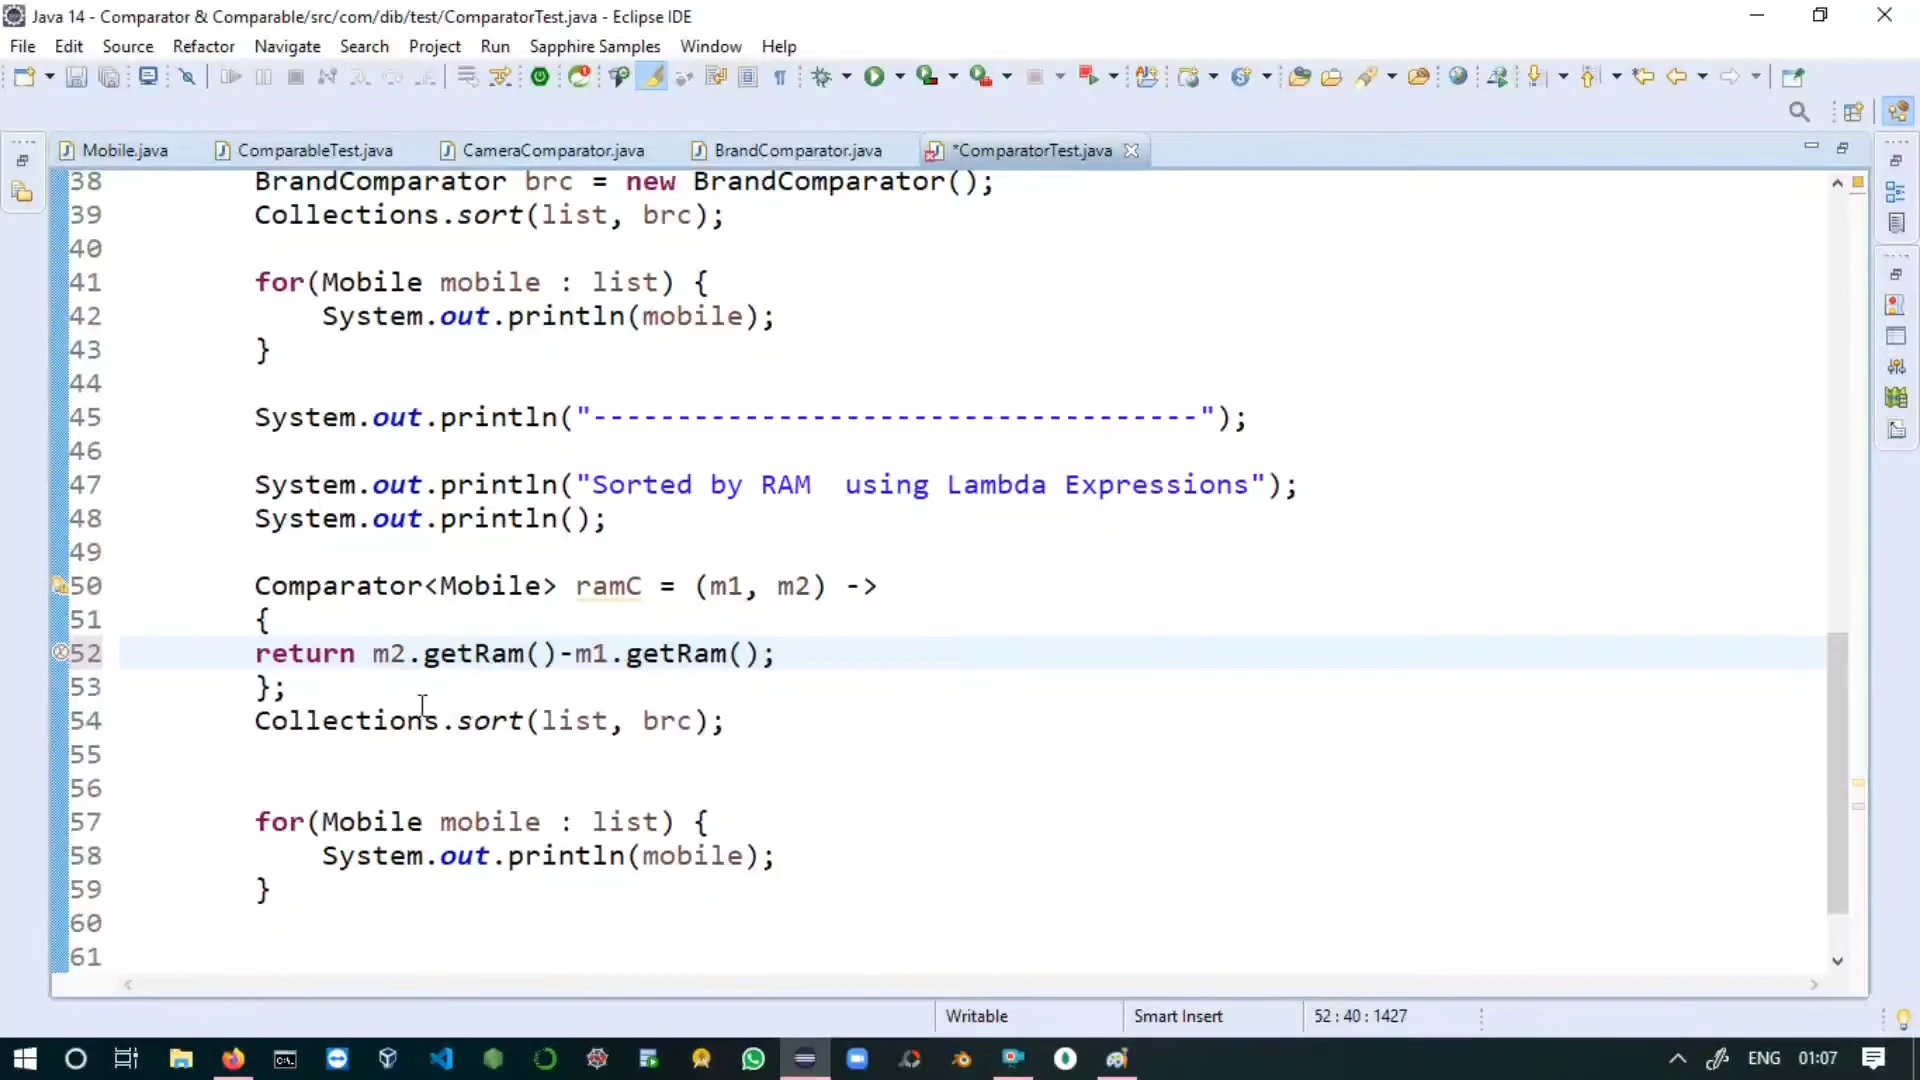 Java 14 - Comparator & Comparable/src/com/dib/test/ComparatorTest.java - Eclipse IDE
File Edit Source Refactor Navigate Search Project Run Sapphire Samples Window Help
Mobile.java ComparableTest.java CameraComparator.java BrandComparator.java *ComparatorTest.java
38 BrandComparator brc = new BrandComparator();
39 Collections.sort(list, brc);
40
41 for(Mobile mobile : list) {
42 System.out.println(mobile);
43 }
44
45 System.out.println("------------------------------------");
46
47 System.out.println("Sorted by RAM  using Lambda Expressions");
48 System.out.println();
49
50 Comparator<Mobile> ramC = (m1, m2) ->
51 {
52 return m2.getRam()-m1.getRam();
53 };
54 Collections.sort(list, brc);
55
56
57 for(Mobile mobile : list) {
58 System.out.println(mobile);
59 }
60
61
Writable Smart Insert 52 : 40 : 1427
ENG 01:07